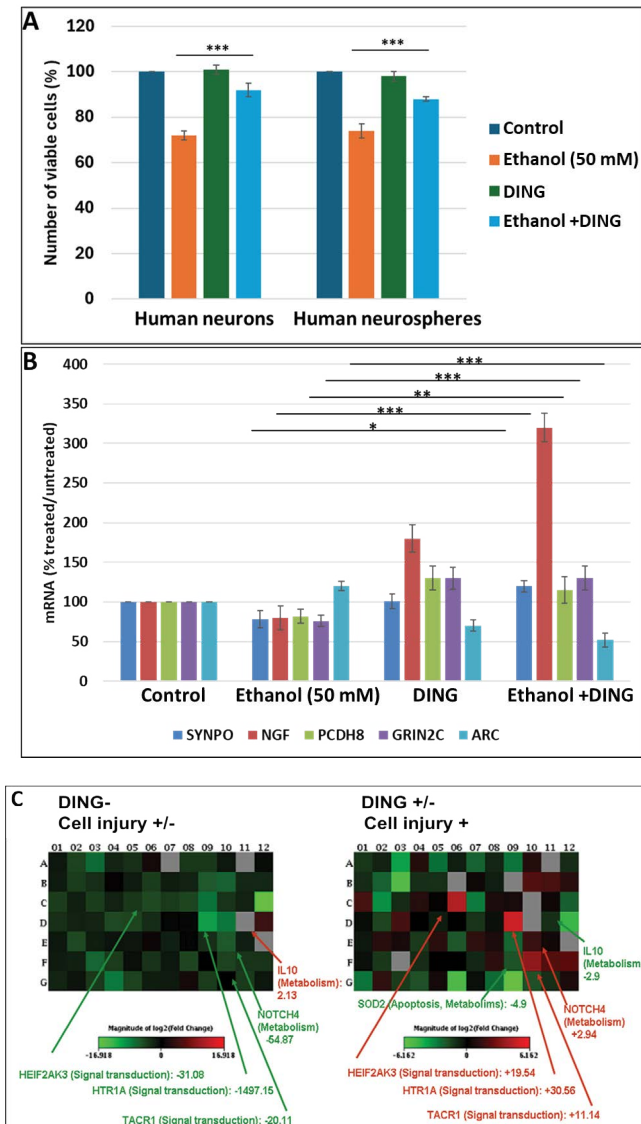 A
120
100
80
60
40
20
0
Number of viable cells (%)
***
***
Human neurons
Human neurospheres
Control
Ethanol (50 mM)
DING
Ethanol +DING
B
400
350
300
250
200
150
100
50
0
mRNA (% treated/untreated)
***
***
**
***
*
Control
Ethanol (50 mM)
DING
Ethanol +DING
SYNPO
NGF
PCDH8
GRIN2C
ARC
C
DING-
Cell injury +/-
01 02 03 04 05 06 07 08 09 10 11 12
A
B
C
D
E
F
G
IL10
(Metabolism):
2.13
NOTCH4
(Metabolism)
-54.87
Magnitude of log2(Fold Change)
-16.918 0 16.918
HEIF2AK3 (Signal transduction): -31.08
HTR1A (Signal transduction): -1497.15
TACR1 (Signal transduction): -20.11
DING +/-
Cell injury +
01 02 03 04 05 06 07 08 09 10 11 12
A
B
C
D
E
F
G
IL10
(Metabolism)
-2.9
SOD2 (Apoptosis, Metabolims): -4.9
NOTCH4
(Metabolism)
+2.94
Magnitude of log2(Fold Change)
-6.162 0 6.162
HEIF2AK3 (Signal transduction): +19.54
HTR1A (Signal transduction): +30.56
TACR1 (Signal transduction): +11.14